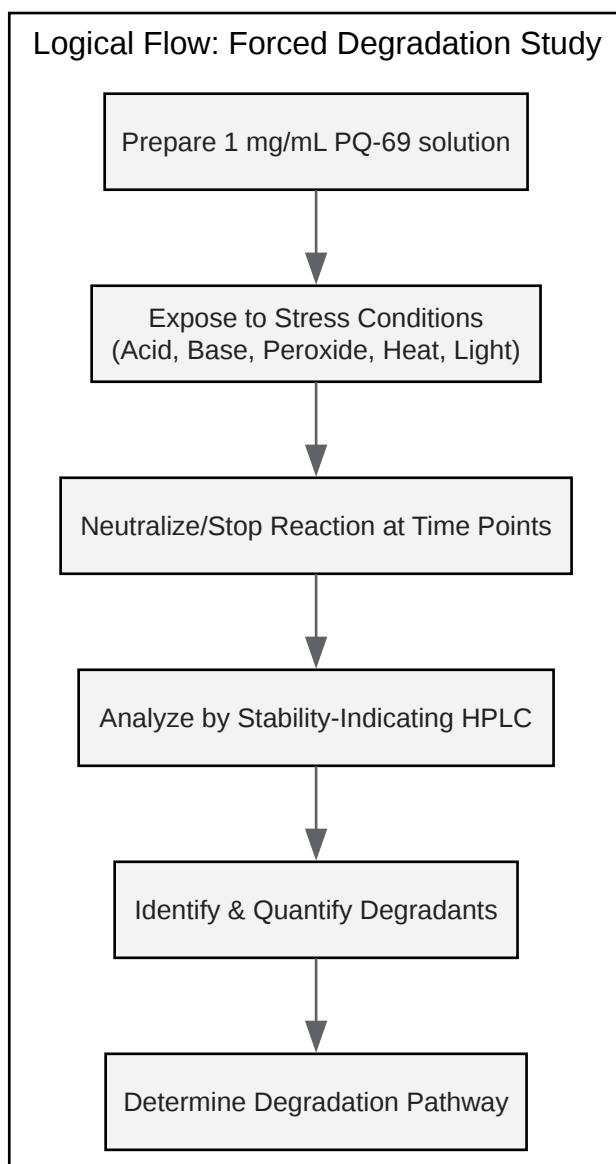 Logical Flow: Forced Degradation Study
Prepare 1 mg/mL PQ-69 solution
Expose to Stress Conditions
(Acid, Base, Peroxide, Heat, Light)
Neutralize/Stop Reaction at Time Points
Analyze by Stability-Indicating HPLC
Identify & Quantify Degradants
Determine Degradation Pathway